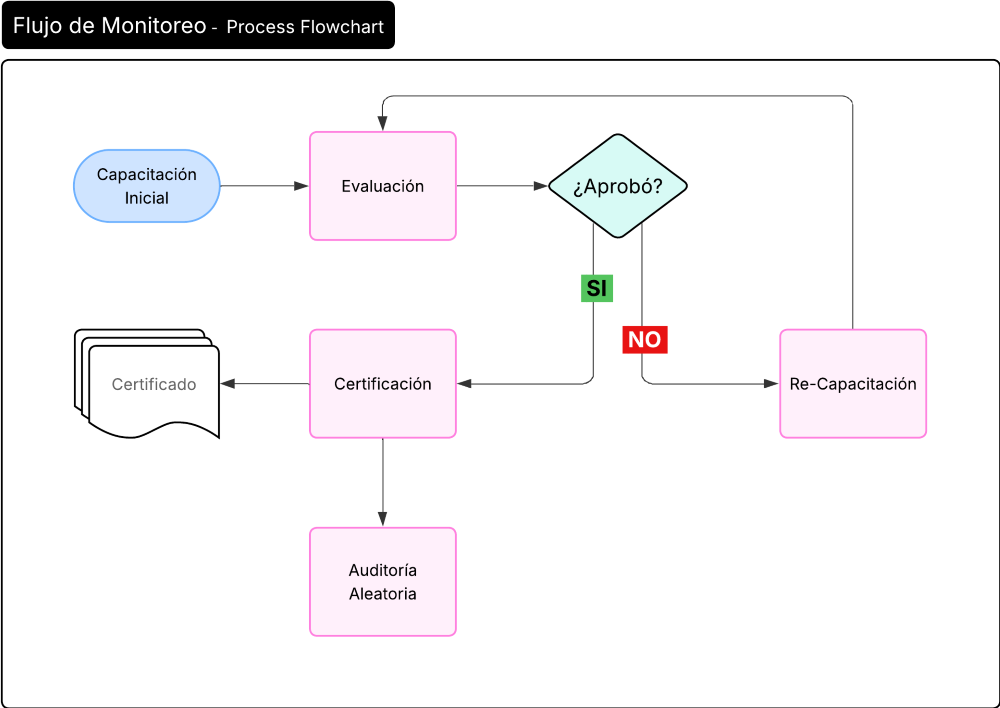 Flujo de Monitoreo - Process Flowchart
Capacitación
Inicial
Evaluación
¿Aprobó?
SI
NO
Certificado
Certificación
Re-Capacitación
Auditoría
Aleatoria